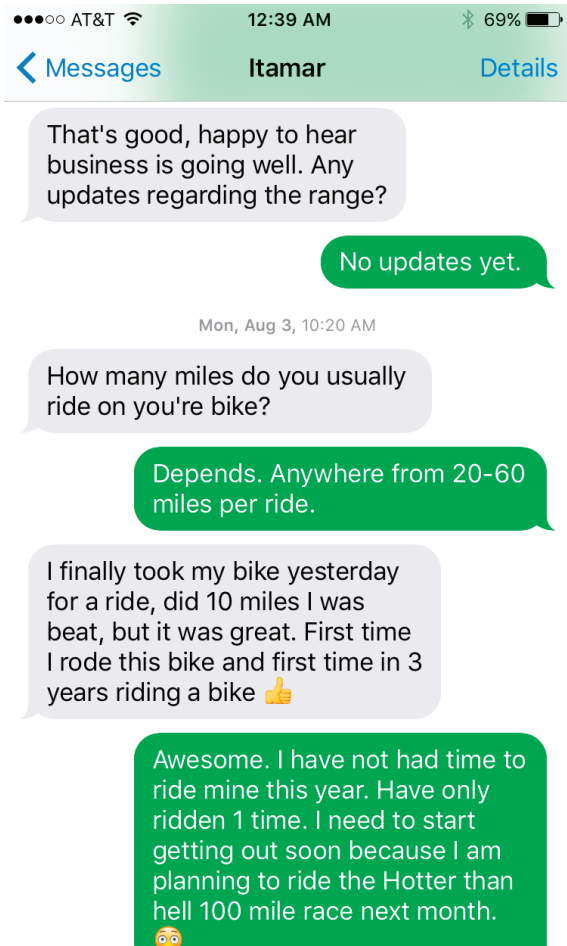 AT&T 12:39 AM 69%
Messages Itamar Details
That's good, happy to hear
business is going well. Any
updates regarding the range?
No updates yet.
Mon, Aug 3, 10:20 AM
How many miles do you usually
ride on you're bike?
Depends. Anywhere from 20-60
miles per ride.
I finally took my bike yesterday
for a ride, did 10 miles I was
beat, but it was great. First time
I rode this bike and first time in 3
years riding a bike 👍
Awesome. I have not had time to
ride mine this year. Have only
ridden 1 time. I need to start
getting out soon because I am
planning to ride the Hotter than
hell 100 mile race next month.
😳